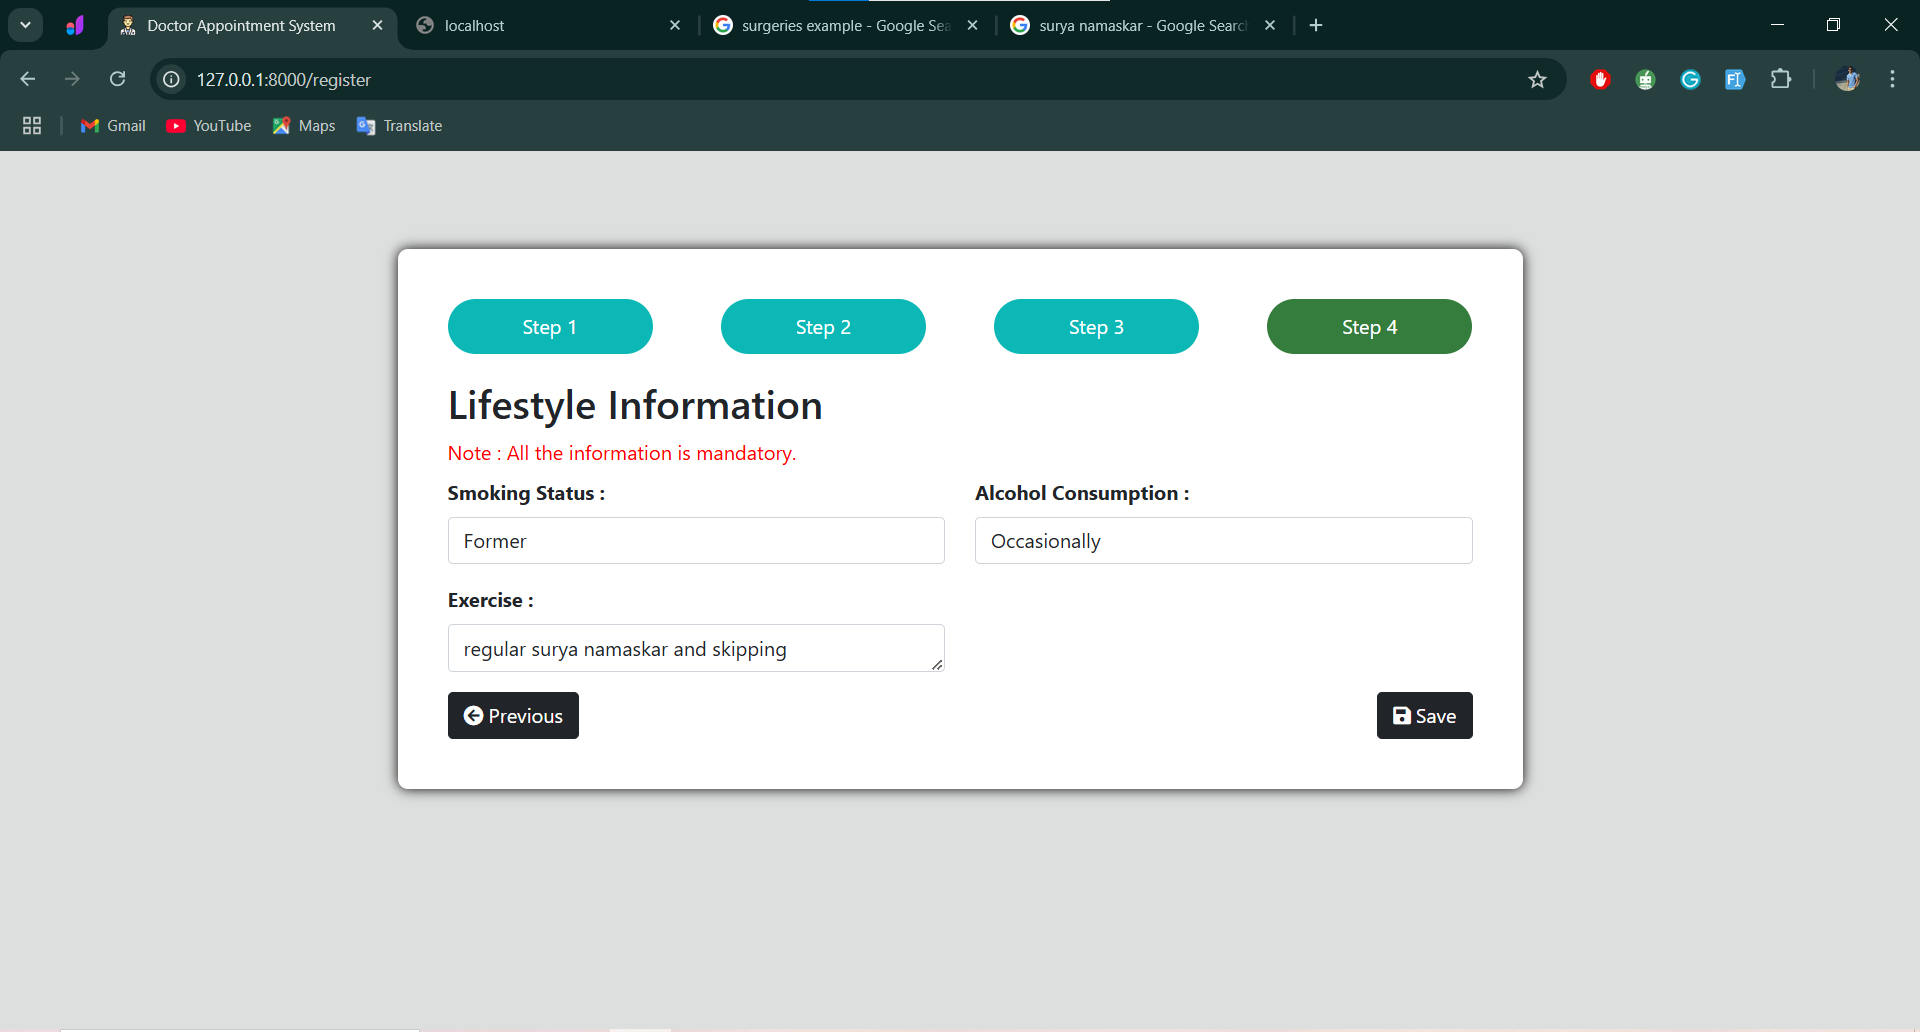 Doctor Appointment System
localhost
surgeries example - Google Sea
surya namaskar - Google Search
127.0.0.1:8000/register
Gmail
YouTube
Maps
Translate
Step 1
Step 2
Step 3
Step 4
Lifestyle Information
Note : All the information is mandatory.
Smoking Status :
Alcohol Consumption :
Former
Occasionally
Exercise :
regular surya namaskar and skipping
Previous
Save